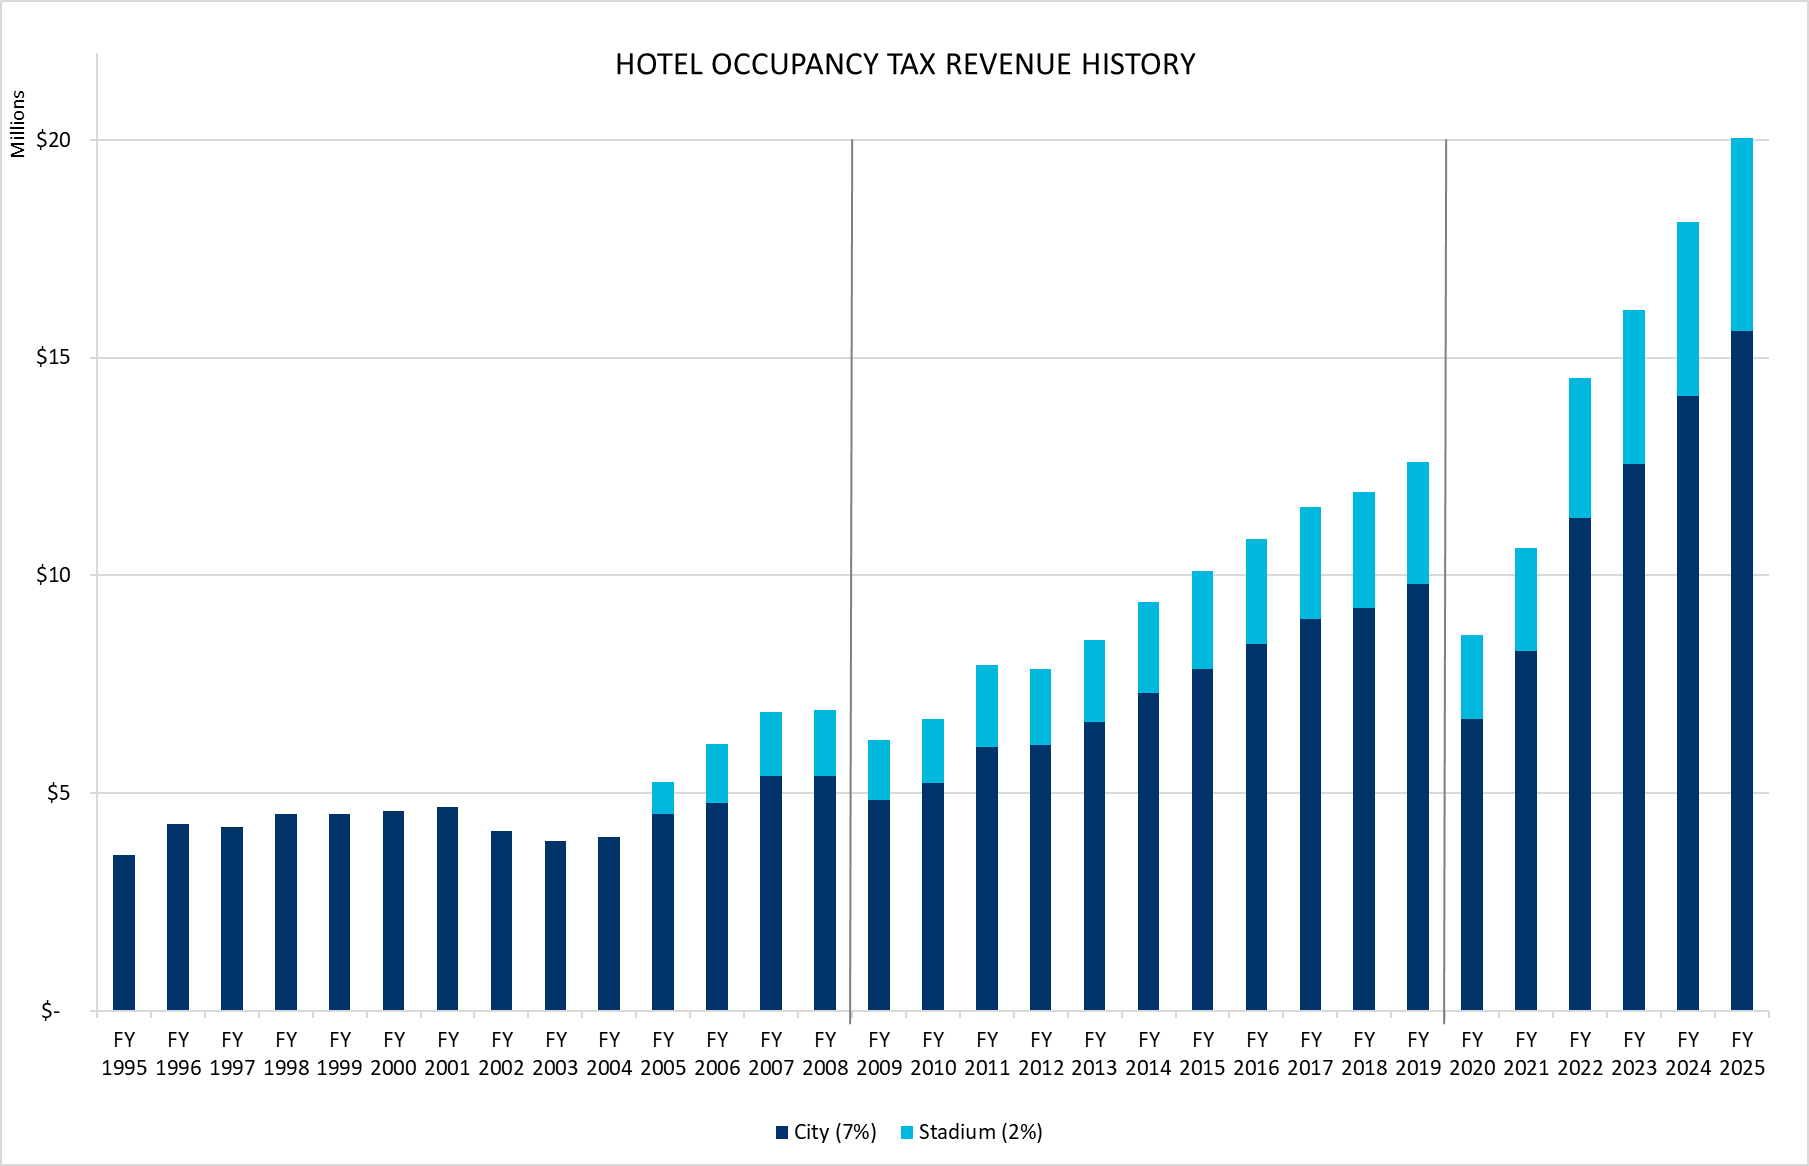 HOTEL OCCUPANCY TAX REVENUE HISTORY
Millions
$20
$15
$10
$5
$-
FY FY FY FY FY FY FY FY FY FY FY FY FY FY FY FY FY FY FY FY FY FY FY FY FY FY FY FY FY FY FY
1995 1996 1997 1998 1999 2000 2001 2002 2003 2004 2005 2006 2007 2008 2009 2010 2011 2012 2013 2014 2015 2016 2017 2018 2019 2020 2021 2022 2023 2024 2025
City (7%) Stadium (2%)